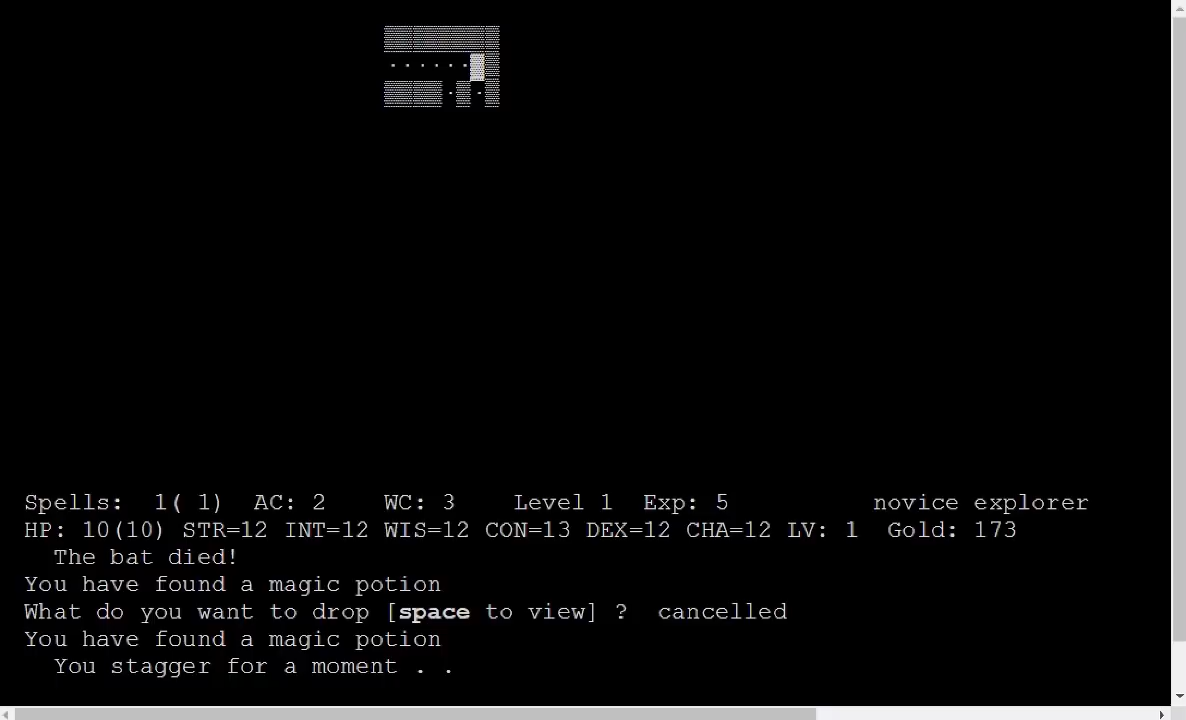 Spells:  1( 1)  AC: 2    WC: 3    Level 1  Exp: 5          novice explorer
HP: 10(10) STR=12 INT=12 WIS=12 CON=13 DEX=12 CHA=12 LV: 1  Gold: 173
The bat died!
You have found a magic potion
What do you want to drop [space to view] ?  cancelled
You have found a magic potion
You stagger for a moment . .